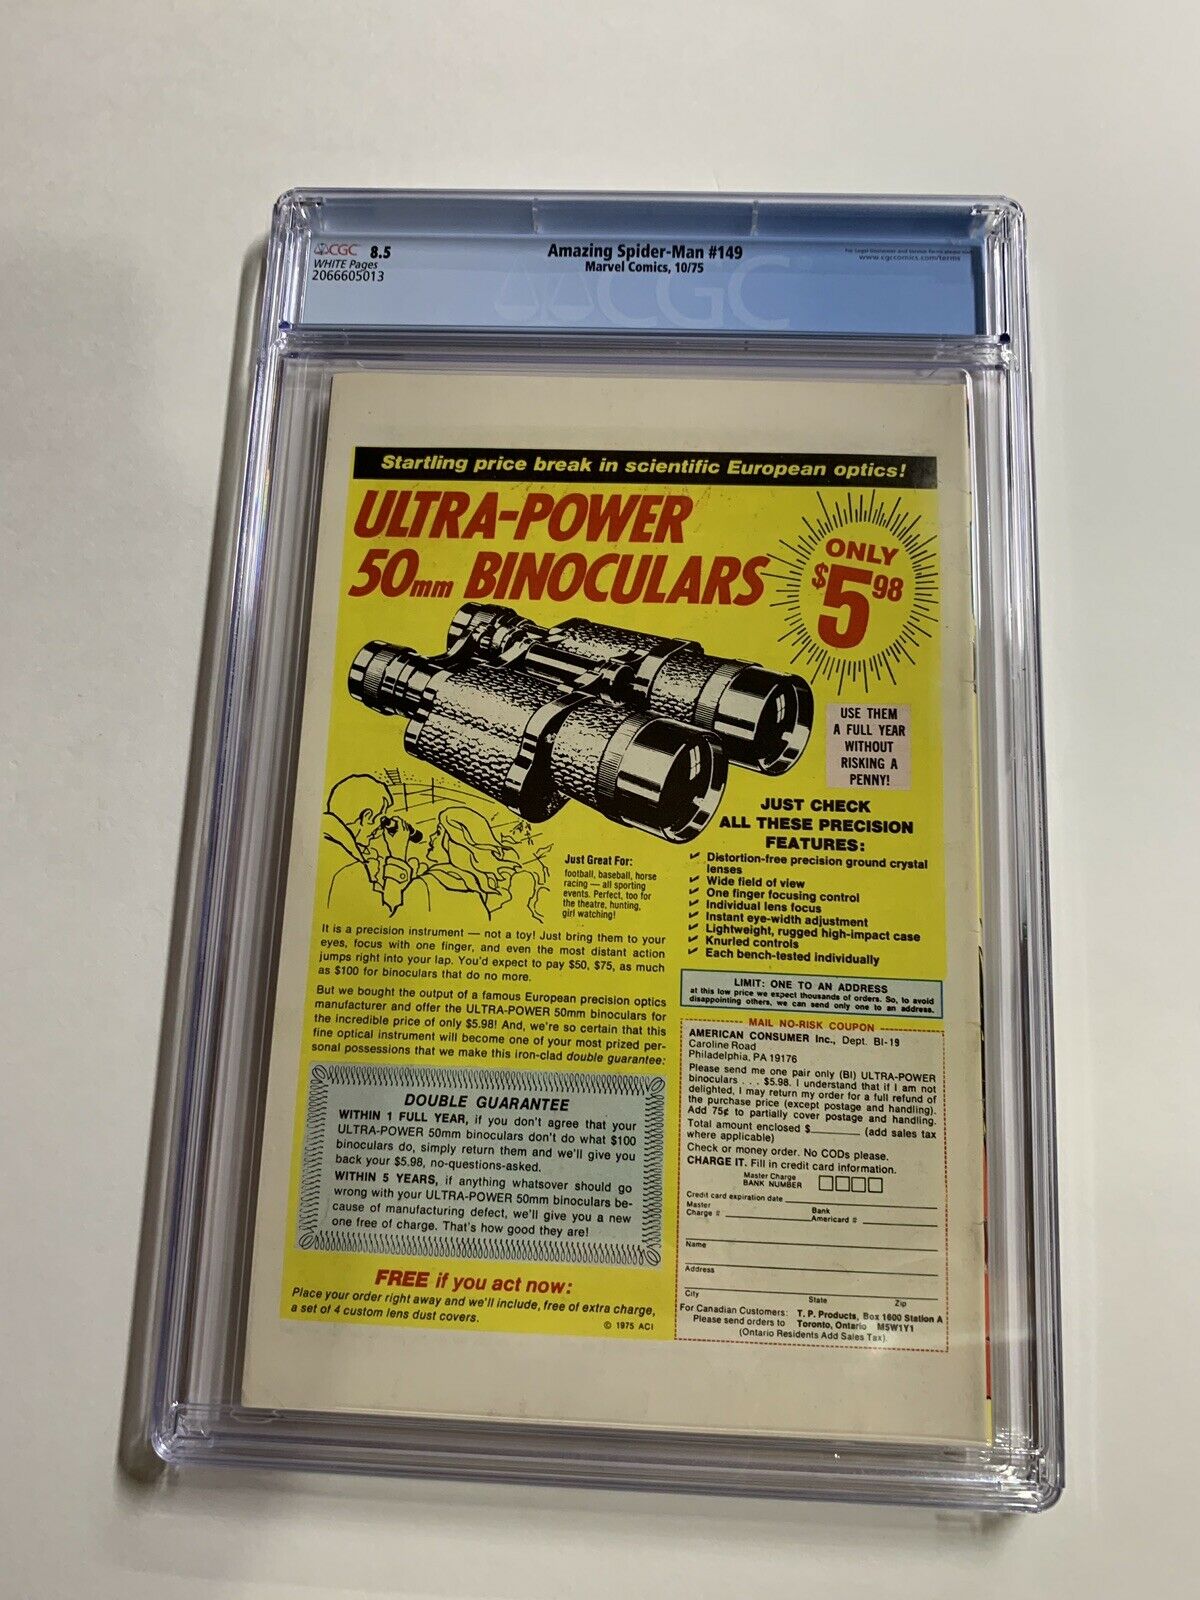 CGC 8.5
WHITE Pages
2066605013
Amazing Spider-Man #149
Marvel Comics, 10/75
For Legal Disclaimer and Service Terms please see
www.cgccomics.com/terms
CGC
Startling price break in scientific European optics!
ULTRA-POWER
50mm BINOCULARS
ONLY
$5.98
USE THEM
A FULL YEAR
WITHOUT
RISKING A
PENNY!
JUST CHECK
ALL THESE PRECISION
FEATURES:
Distortion-free precision ground crystal
lenses
Wide field of view
One finger focusing control
Individual lens focus
Instant eye-width adjustment
Lightweight, rugged high-impact case
Knurled controls
Each bench-tested individually
Just Great For:
football, baseball, horse
racing — all sporting
events. Perfect, too for
the theatre, hunting,
girl watching!
It is a precision instrument — not a toy! Just bring them to your
eyes, focus with one finger, and even the most distant action
jumps right into your lap. You'd expect to pay $50, $75, as much
as $100 for binoculars that do no more.
But we bought the output of a famous European precision optics
manufacturer and offer the ULTRA-POWER 50mm binoculars for
the incredible price of only $5.98! And, we're so certain that this
fine optical instrument will become one of your most prized per-
sonal possessions that we make this iron-clad double guarantee:
DOUBLE GUARANTEE
WITHIN 1 FULL YEAR, if you don't agree that your
ULTRA-POWER 50mm binoculars don't do what $100
binoculars do, simply return them and we'll give you
back your $5.98, no-questions-asked.
WITHIN 5 YEARS, if anything whatsoever should go
wrong with your ULTRA-POWER 50mm binoculars be-
cause of manufacturing defect, we'll give you a new
one free of charge. That's how good they are!
FREE if you act now:
Place your order right away and we'll include, free of extra charge,
a set of 4 custom lens dust covers.
© 1975 ACI
LIMIT: ONE TO AN ADDRESS
at this low price we expect thousands of orders. So, to avoid
disappointing others, we can send only one to an address.
MAIL NO-RISK COUPON
AMERICAN CONSUMER Inc., Dept. BI-19
Caroline Road
Philadelphia, PA 19176
Please send me one pair only (BI) ULTRA-POWER
binoculars . . . $5.98. I understand that if I am not
delighted, I may return my order for a full refund of
the purchase price (except postage and handling).
Add 75¢ to partially cover postage and handling.
Total amount enclosed $________ (add sales tax
where applicable)
Check or money order. No CODs please.
CHARGE IT. Fill in credit card information.
Master Charge
BANK NUMBER
Credit card expiration date
Master
Charge #
Bank
Americard #
Name
Address
City State Zip
For Canadian Customers: T. P. Products, Box 1600 Station A
Please send orders to Toronto, Ontario M5W1Y1
(Ontario Residents Add Sales Tax).